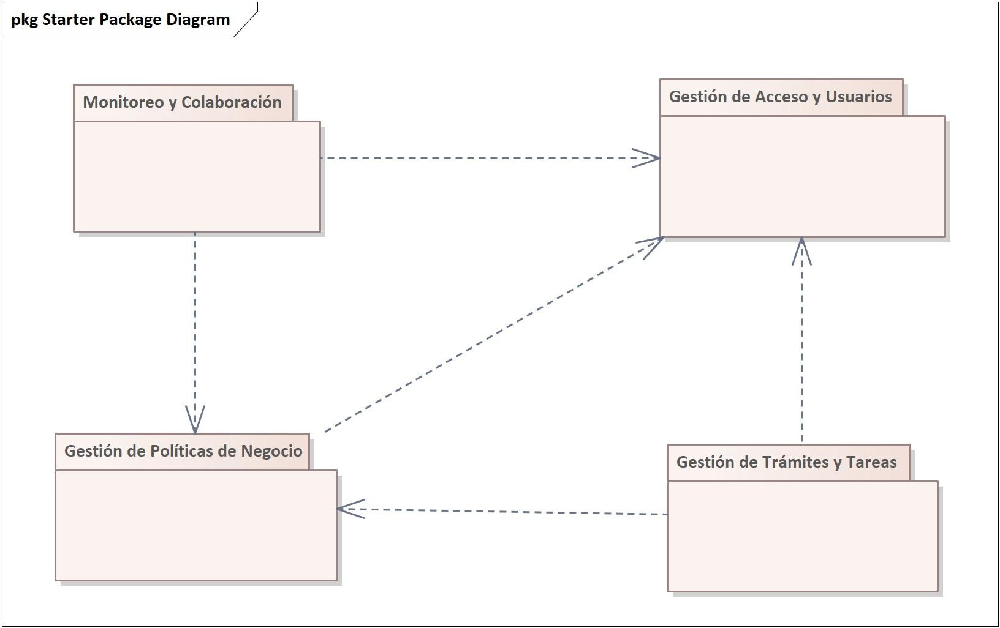 pkg Starter Package Diagram
Monitoreo y Colaboración
Gestión de Acceso y Usuarios
Gestión de Políticas de Negocio
Gestión de Trámites y Tareas